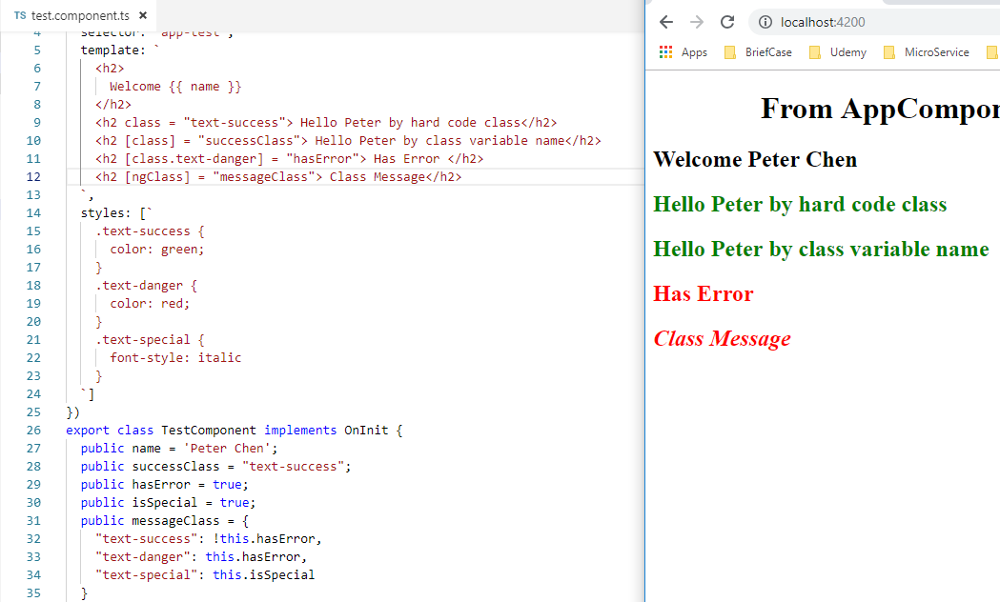 TS test.component.ts ×
4 selector: 'app-test',
5 template: `
6 <h2>
7 Welcome {{ name }}
8 </h2>
9 <h2 class = "text-success"> Hello Peter by hard code class</h2>
10 <h2 [class] = "successClass"> Hello Peter by class variable name</h2>
11 <h2 [class.text-danger] = "hasError"> Has Error </h2>
12 <h2 [ngClass] = "messageClass"> Class Message</h2>
13 `,
14 styles: [`
15 .text-success {
16 color: green;
17 }
18 .text-danger {
19 color: red;
20 }
21 .text-special {
22 font-style: italic
23 }
24 `]
25 })
26 export class TestComponent implements OnInit {
27 public name = 'Peter Chen';
28 public successClass = "text-success";
29 public hasError = true;
30 public isSpecial = true;
31 public messageClass = {
32 "text-success": !this.hasError,
33 "text-danger": this.hasError,
34 "text-special": this.isSpecial
35 }
localhost:4200
Apps BriefCase Udemy MicroService
From AppCompon
Welcome Peter Chen
Hello Peter by hard code class
Hello Peter by class variable name
Has Error
Class Message